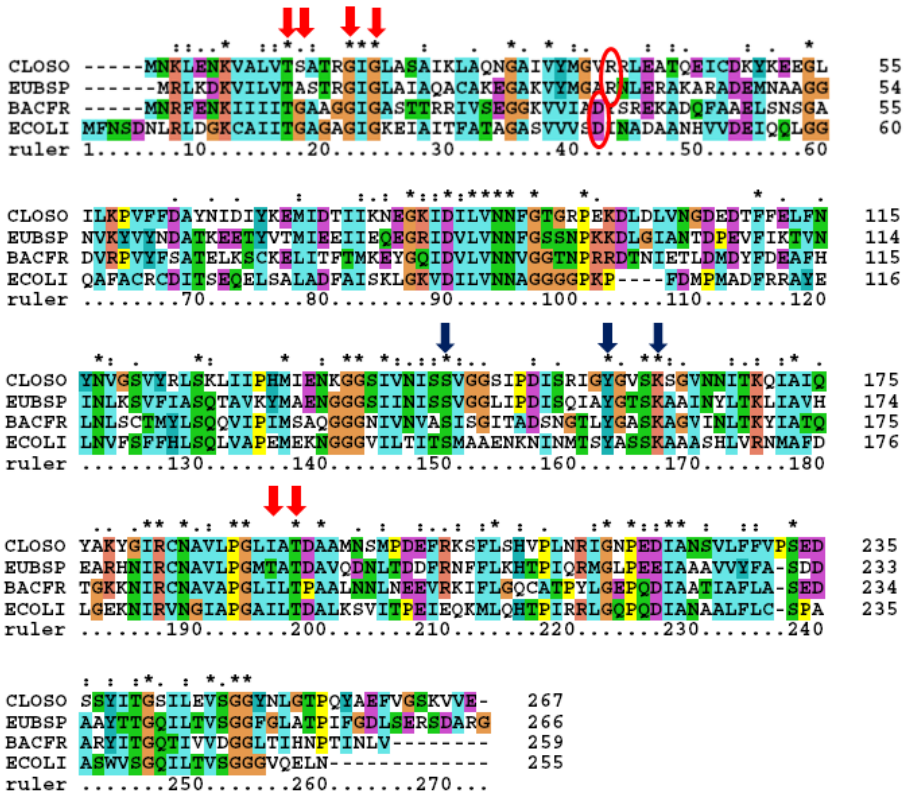 ::.. *  ::* *. **:*    :   : ..     *.  *  :.    :        .   .
CLOSO -----MNKLENKVALVTSATRGIGLASAIKLAQNGAIVYMGVRRLEATQEICDKYKEEGL 55
EUBSP ------MRLKDKVILVTASTRGIGLAIAQACAKEGAKVYMGARNLERAKARADEMNAAGG 54
BACFR -----MNRFENKIIIITGAAGGIGASTTRRIVSEGGKVVIADYSREKADQFAAELSNSGA 55
ECOLI MFNSDNLRLDGKCAIITGAGAGIGKEIAITFATAGASVVVSDINADAANHVVDEIQQLGG 60
ruler 1.......10........20........30........40........50........60
. .       :        *.:*:****  *   *   :     .      *  .
CLOSO ILKPVFFDAYNIDIYKEMIDTIIKNEGKIDILVNNFGTGRPEKDLDLVNGDEDTFFELFN 115
EUBSP NVKYVYNDATKEETYVTMIEEIIEQEGRIDVLVNNFGSSNPKKDLGIANTDPEVFIKTVN 114
BACFR DVRPVYFSATELKSCKELITFTMKEYGQIDILVNNVGGTNPRRDTNIETLDMDYFDEAFH 115
ECOLI QAFACRCDITSEQELSALADFAISKLGKVDILVNNAGGGGPKP----FDMPMADFRRAYE 116
ruler ........70........80........90.......100.......110.......120
*: .    *:      *    ** *:.::*:..     :  .  *. **:.    :.: :*  .
CLOSO YNVGSVYRLSKLIIPHMIENKGGSIVNISSVGGSIPDISRIGYGVSKSGVNNITKQIAIQ 175
EUBSP INLKSVFIASQTAVKYMAENGGGSIINISSVGGLIPDISQIAYGTSKAAINYLTKLIAVH 174
BACFR LNLSCTMYLSQQVIPIMSAQGGGNIVNVASISGITADSNGTLYGASKAGVINLTKYIATQ 175
ECOLI LNVFSFFHLSQLVAPEMEKNGGGVILTITSMAAENKNINMTSYASSKAAASHLVRNMAFD 176
ruler .......130.......140.......150.......160.......170.......180
. . :** *.* **  . * *   .   :  :  : .:  .:   * *:**:  .  ::   *
CLOSO YAKYGIRCNAVLPGLIATDAAMNSMPDEFRKSFLSHVPLNRIGNPEDIANSVLFFVPSED 235
EUBSP EARHNIRCNAVLPGMTATDAVQDNLTDDFRNFFLKHTPIQRMGLPEEIAAAVVYFA-SDD 233
BACFR TGKKNIRCNAVAPGLILTPAALNNLNEEVRKIFLGQCATPYLGEPQDIAATIAFLA-SED 234
ECOLI LGEKNIRVNGIAPGAILTDALKSVITPEIEQKMLQHTPIRRLGQPQDIANAALFLC-SPA 235
ruler .......190.......200.......210.......220.......230.......240
: : :*. : :.**
CLOSO SSYITGSILEVSGGYNLGTPQYAEFVGSKVVE- 267
EUBSP AAYTTGQILTVSGGFGLATPIFGDLSERSDARG 266
BACFR ARYITGQTIVVDGGLTIHNPTINLV-------- 259
ECOLI ASWVSGQILTVSGGGVQELN------------- 255
ruler .......250.......260.......270...